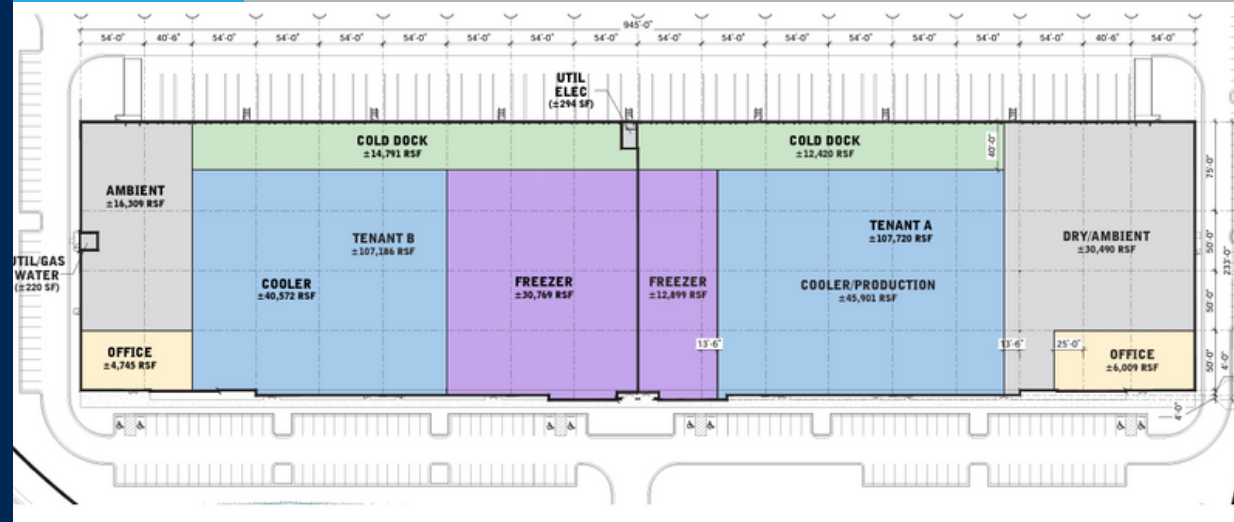 945'-0"
54'-0" 40'-6" 54'-0" 54'-0" 54'-0" 54'-0" 54'-0" 54'-0" 54'-0" 54'-0" 54'-0" 54'-0" 54'-0" 54'-0" 54'-0" 54'-0" 40'-6" 54'-0"
UTIL
ELEC
(±294 SF)
COLD DOCK
±14,791 RSF
COLD DOCK
±12,420 RSF
40'-0"
75'-0"
AMBIENT
±16,309 RSF
TENANT B
±107,186 RSF
TENANT A
±107,720 RSF
DRY/AMBIENT
±30,490 RSF
50'-0"
233'-0"
UTIL/GAS
WATER
(±220 SF)
COOLER
±40,572 RSF
FREEZER
±30,769 RSF
FREEZER
±12,899 RSF
COOLER/PRODUCTION
±45,901 RSF
50'-0"
13'-6"
13'-6"
25'-0"
OFFICE
±4,745 RSF
OFFICE
±6,009 RSF
50'-0"
4'-0"
4'-0"